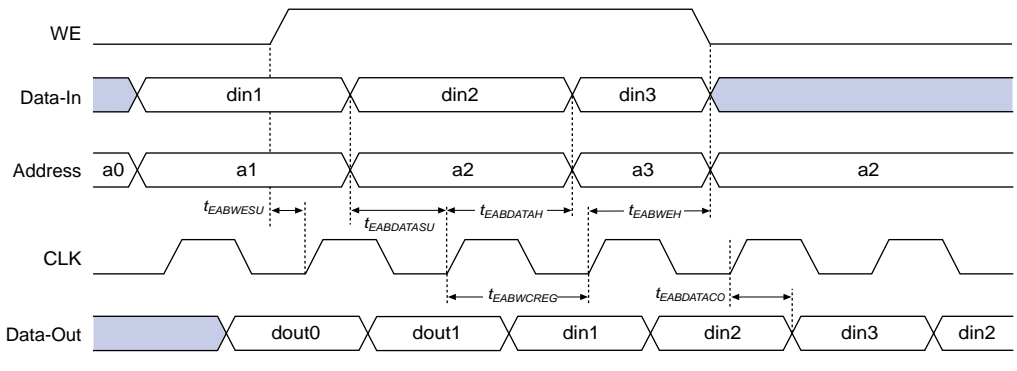 WE
Data-In din1 din2 din3
Address a0 a1 a2 a3 a2
tEABWESU tEABDATASU tEABDATAH tEABWEH
CLK
tEABWCREG tEABDATACO
Data-Out dout0 dout1 din1 din2 din3 din2